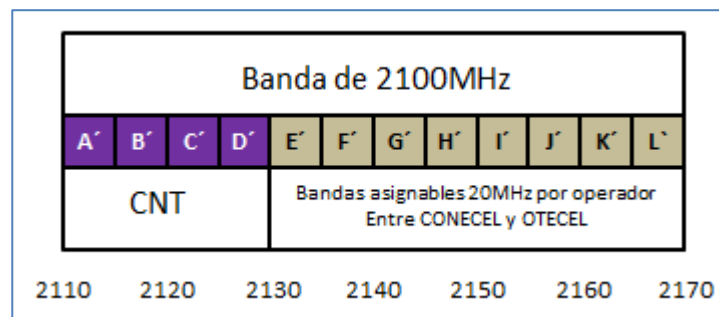 Banda de 2100MHz
A´ B´ C´ D´ E´ F´ G´ H´ I´ J´ K´ L`
CNT
Bandas asignables 20MHz por operador
Entre CONECEL y OTECEL
2110 2120 2130 2140 2150 2160 2170